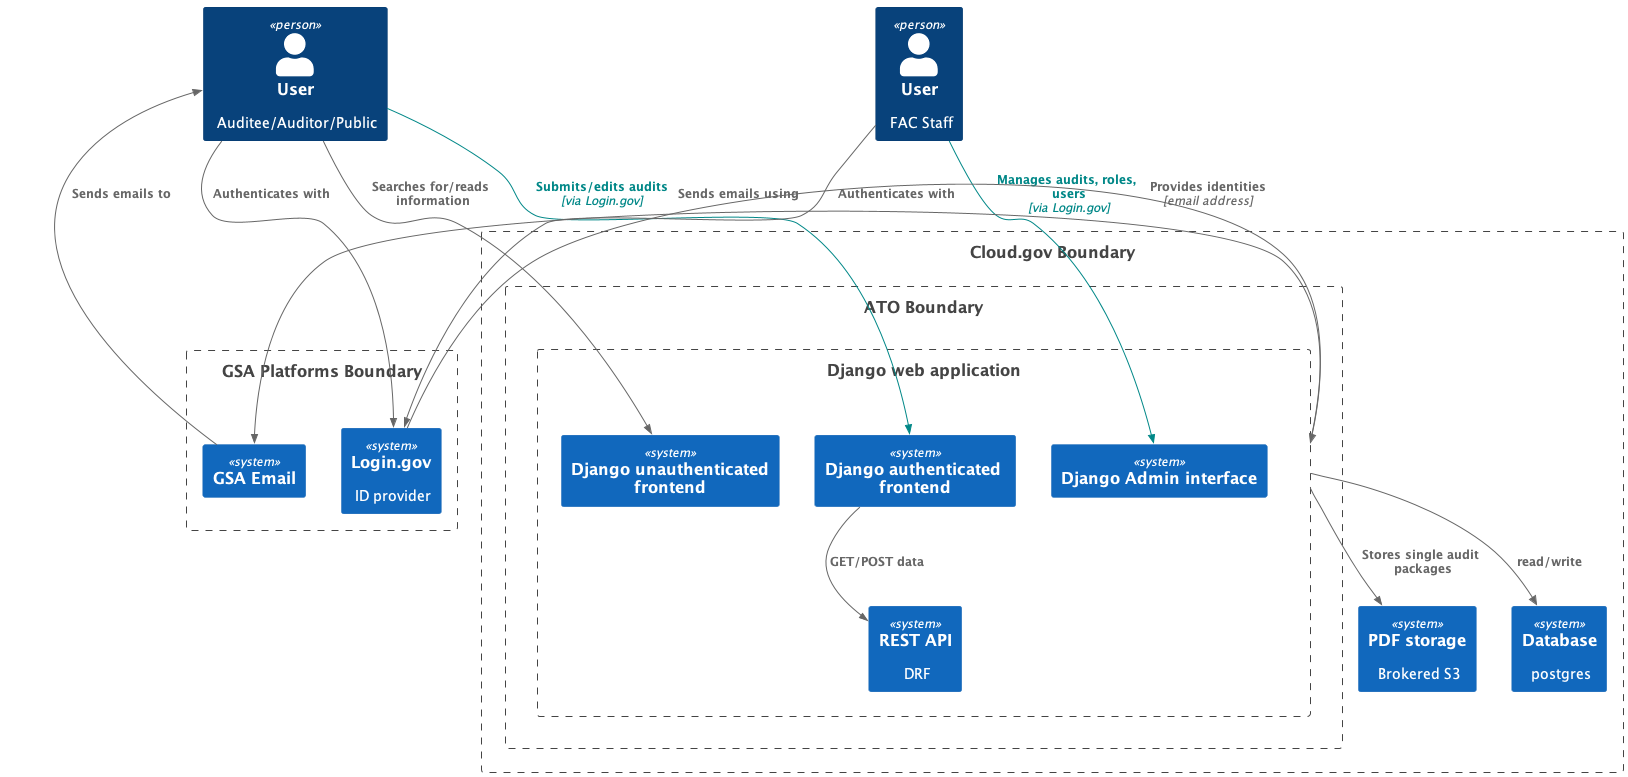 «person»
User
Auditee/Auditor/Public
«person»
User
FAC Staff
Sends emails to
Authenticates with
Searches for/reads
information
Submits/edits audits
[via Login.gov]
Sends emails using
Authenticates with
Manages audits, roles,
users
[via Login.gov]
Provides identities
[email address]
Cloud.gov Boundary
ATO Boundary
GSA Platforms Boundary
Django web application
«system»
GSA Email
«system»
Login.gov
ID provider
«system»
Django unauthenticated
frontend
«system»
Django authenticated
frontend
«system»
Django Admin interface
GET/POST data
Stores single audit
packages
read/write
«system»
REST API
DRF
«system»
PDF storage
Brokered S3
«system»
Database
postgres